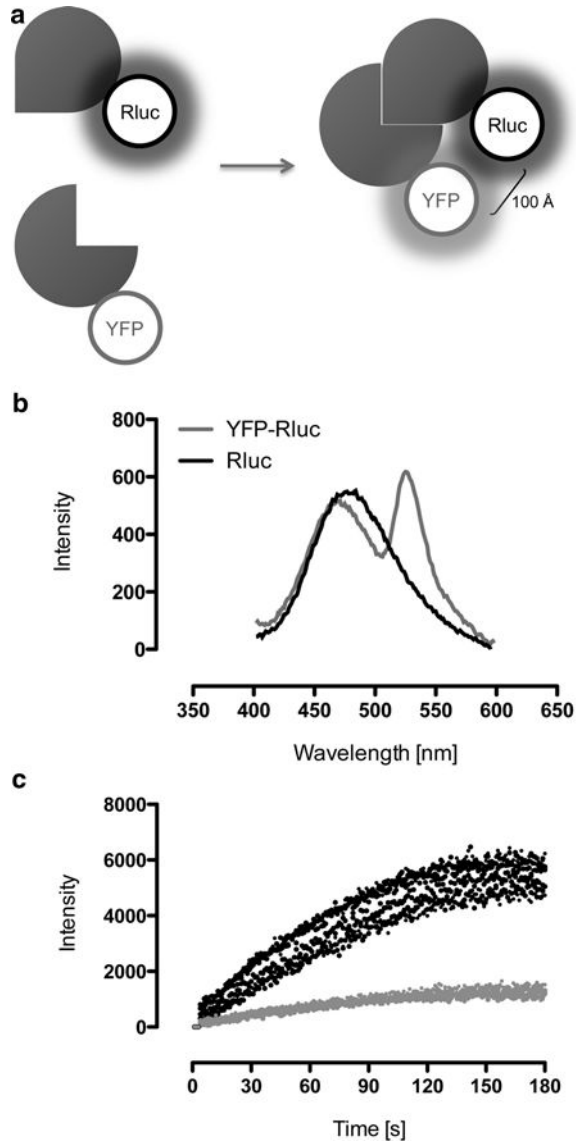 a
Rluc
Rluc
YFP
100 Å
YFP
b
800
600
400
200
0
Intensity
YFP-Rluc
Rluc
350 400 450 500 550 600 650
Wavelength [nm]
c
8000
6000
4000
2000
0
Intensity
0 30 60 90 120 150 180
Time [s]